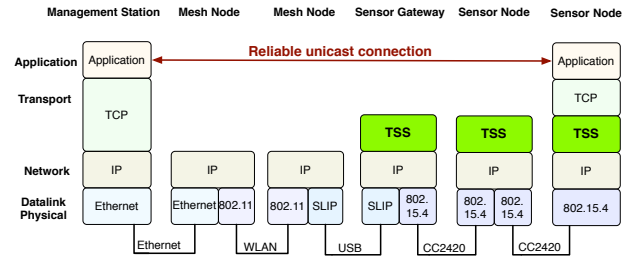 Management Station Mesh Node Mesh Node Sensor Gateway Sensor Node Sensor Node
Application Application Reliable unicast connection Application
Transport TCP TCP
TSS TSS TSS
Network IP IP IP IP IP IP
Datalink
Physical
Ethernet Ethernet 802.11 802.11 SLIP SLIP 802.
15.4 802.
15.4 802.
15.4 802.15.4
Ethernet WLAN USB CC2420 CC2420